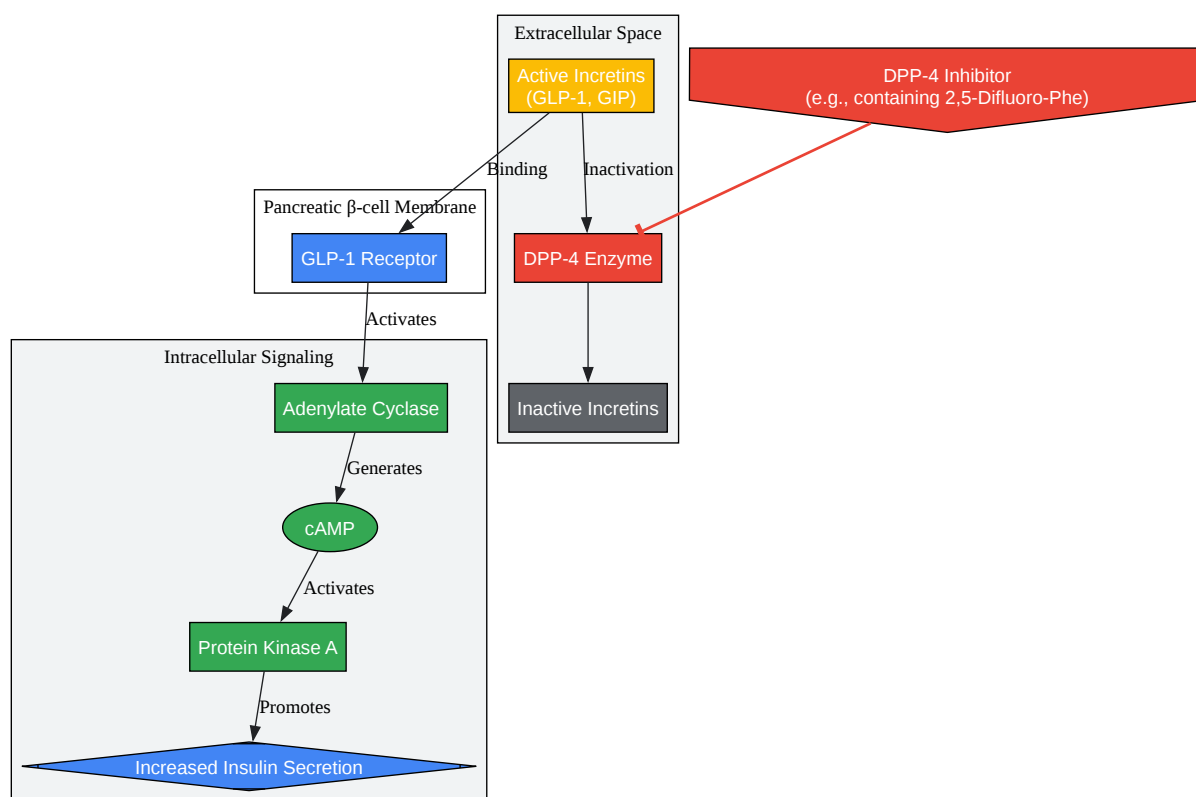 Extracellular Space
Active Incretins
(GLP-1, GIP)
DPP-4 Inhibitor
(e.g., containing 2,5-Difluoro-Phe)
Binding
Inactivation
Pancreatic β-cell Membrane
GLP-1 Receptor
DPP-4 Enzyme
Activates
Intracellular Signaling
Adenylate Cyclase
Inactive Incretins
Generates
cAMP
Activates
Protein Kinase A
Promotes
Increased Insulin Secretion